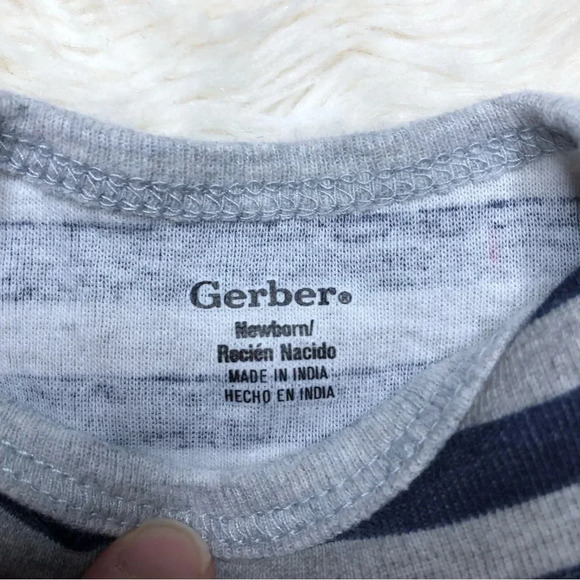 Gerber®
Newborn/
Recién Nacido
MADE IN INDIA
HECHO EN INDIA